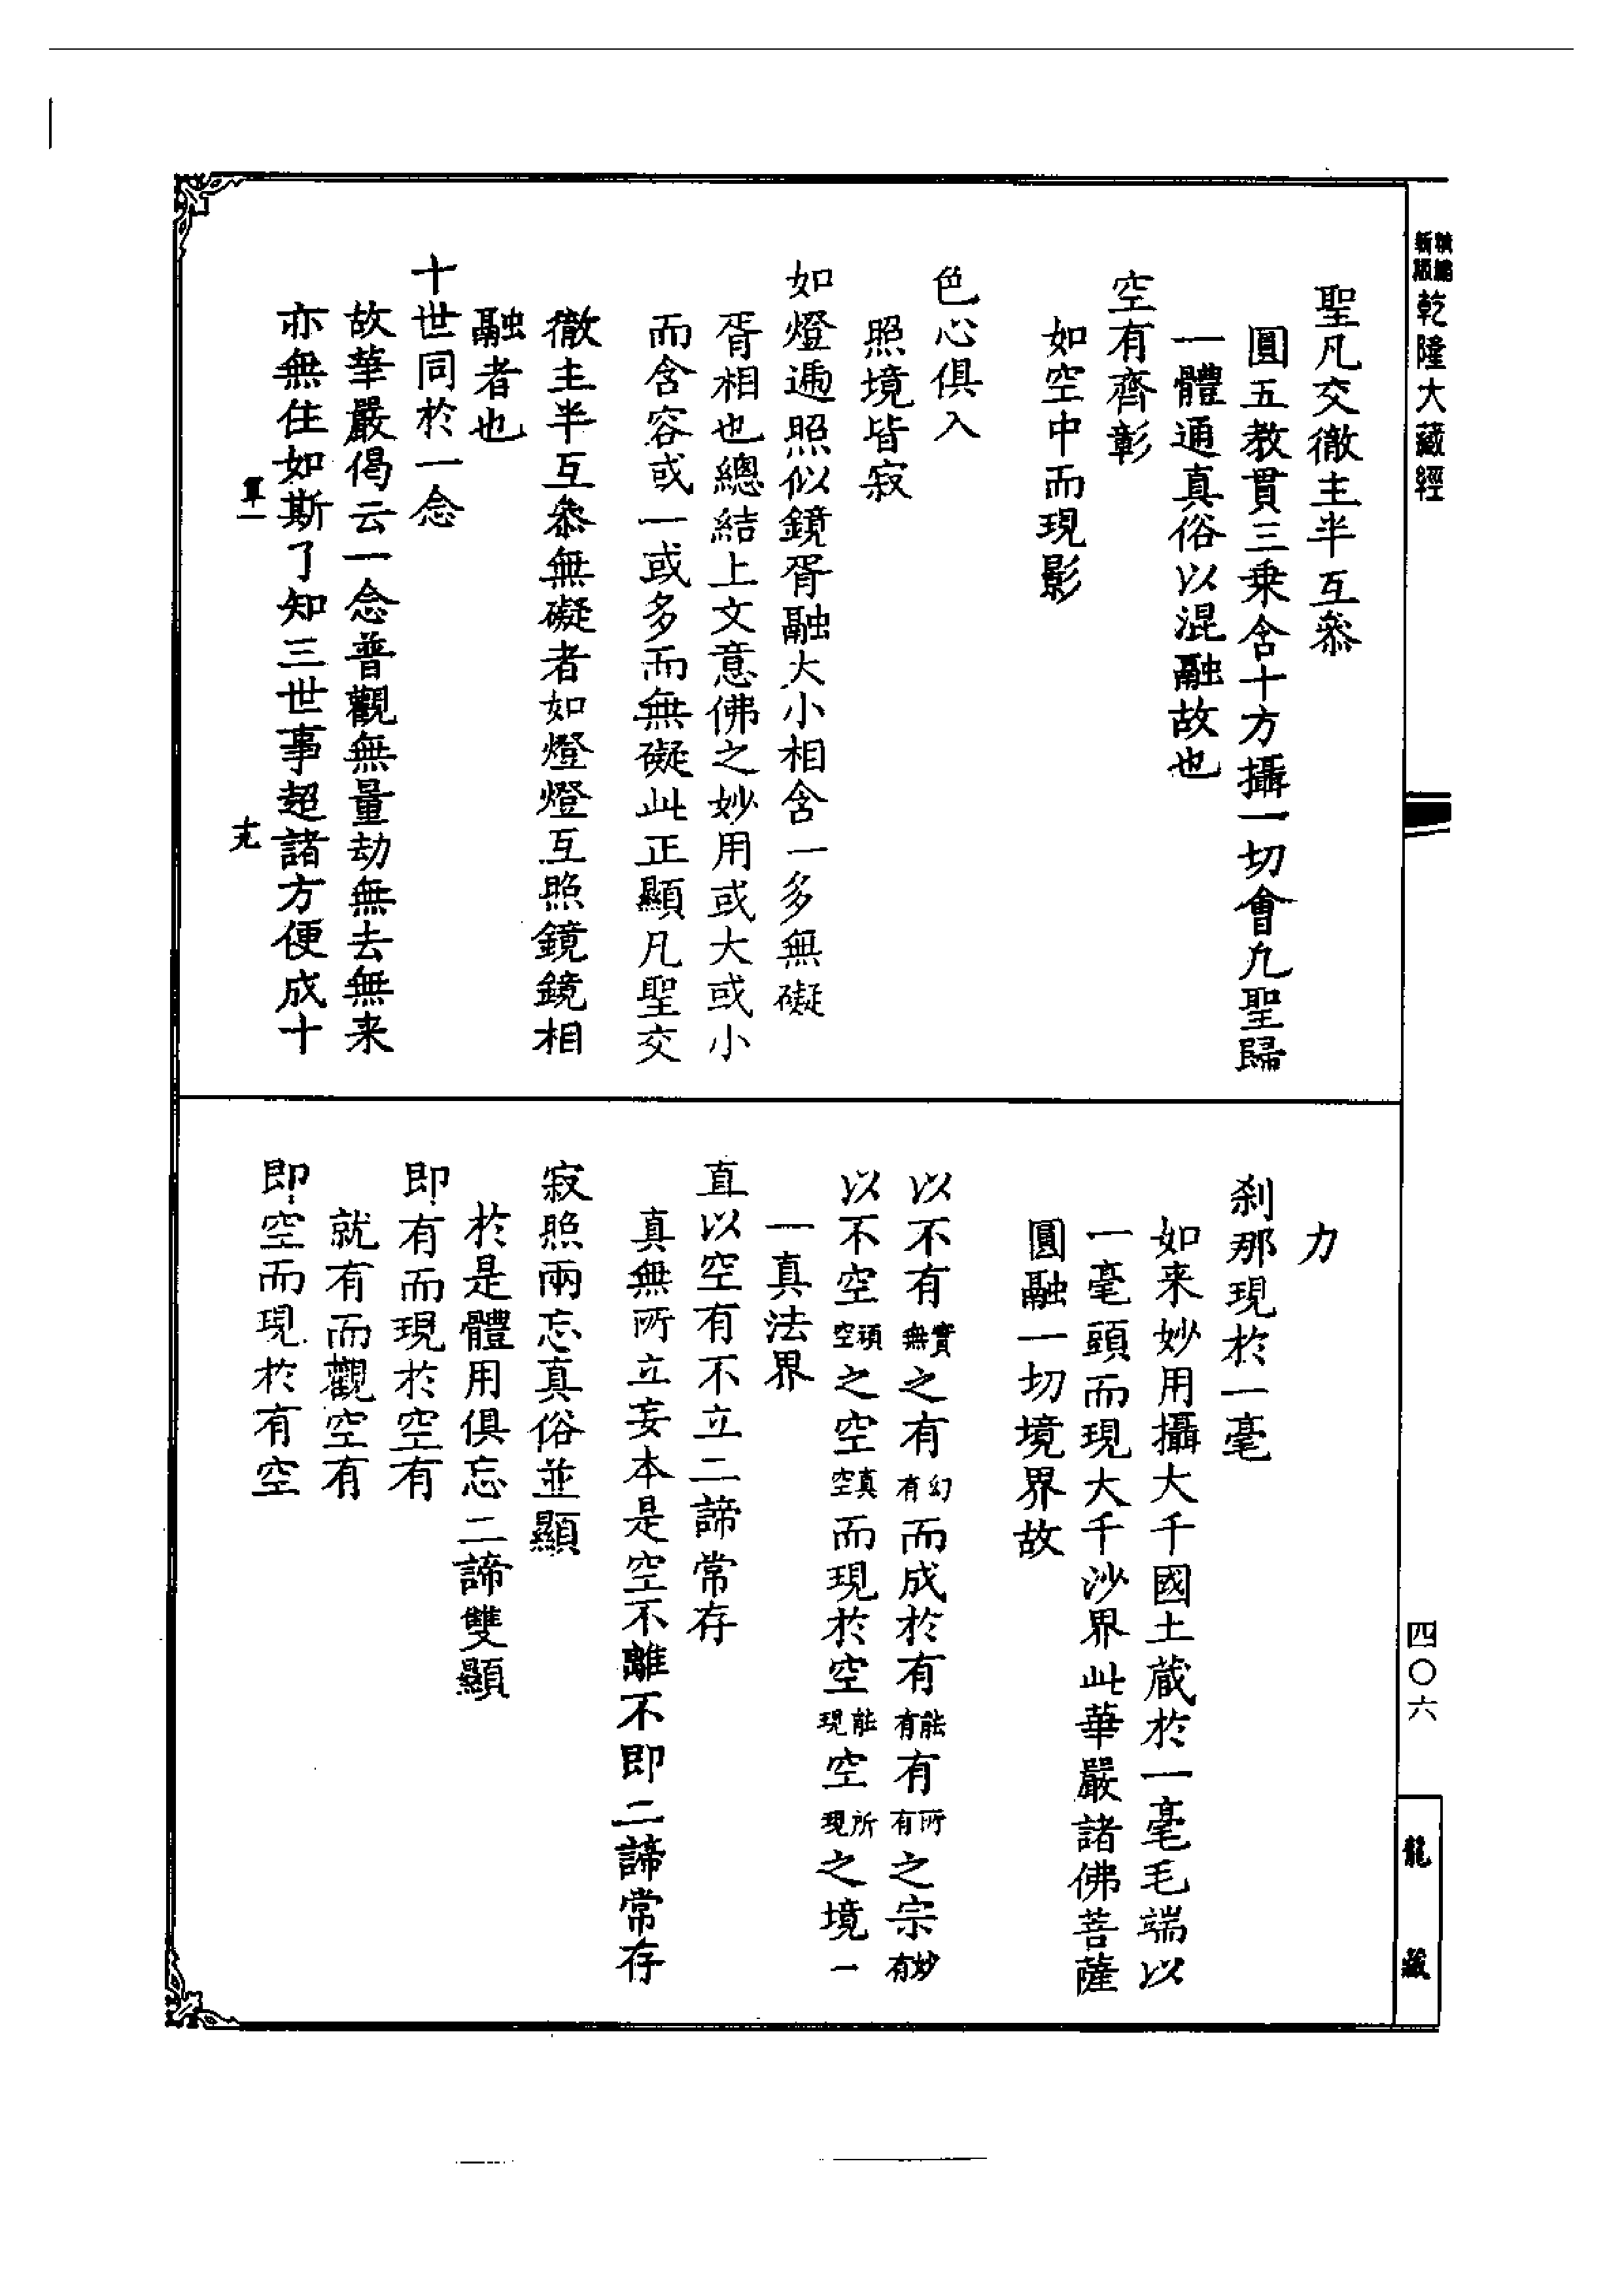 新編
縮版
乾隆大藏經
聖凡交徹主半互叅
圓五教貫三乗含十方攝一切會九聖歸
一體通真俗以混融故也
空有齊彰
如空中而現影
色心俱入
照境皆寂
如燈遍照似鏡胥融大小相含一多無礙
胥相也總結上文意佛之妙用或大或小
而含容或一或多而無礙此正顯凡聖交
徹主半互叅無礙者如燈燈互照鏡鏡相
融者也
十世同於一念
故華嚴偈云一念普觀無量劫無去無来
亦無住如斯了知三世事超諸方便成十
力
刹那現於一毫
如来妙用攝大千國土蔵於一毫毛端以
一毫頭而現大千沙界此華嚴諸佛菩薩
圓融一切境界故
以不有實無之有幻有而成於有能有有所有之宗妙有
以不空頑空之空真空而現於空能現空所現之境一
一真法界
直以空有不立二諦常存
真無所立妄本是空不離不即二諦常存
寂照兩忘真俗並顯
於是體用俱忘二諦雙顯
即有而現於空有
就有而觀空有
即空而現於有空
四〇六
龍藏